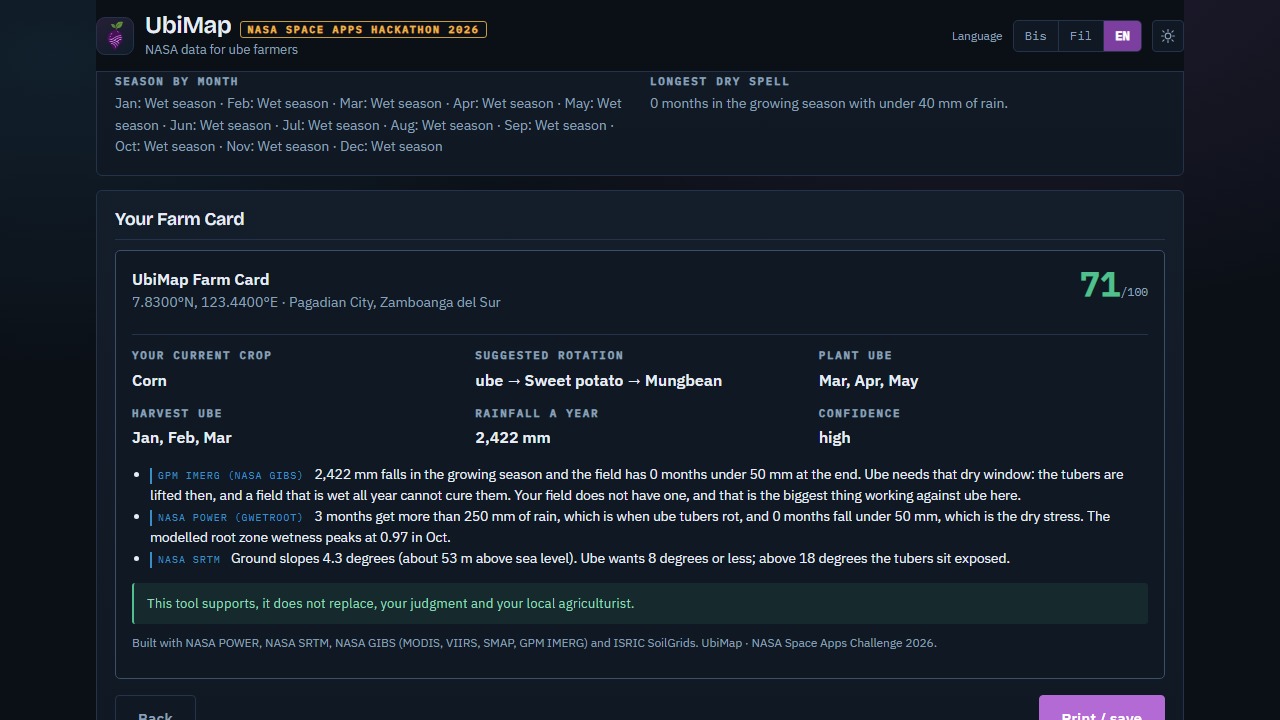 UbiMap NASA SPACE APPS HACKATHON 2026
NASA data for ube farmers
Language Bis Fil EN
SEASON BY MONTH
Jan: Wet season · Feb: Wet season · Mar: Wet season · Apr: Wet season · May: Wet
season · Jun: Wet season · Jul: Wet season · Aug: Wet season · Sep: Wet season ·
Oct: Wet season · Nov: Wet season · Dec: Wet season
LONGEST DRY SPELL
0 months in the growing season with under 40 mm of rain.
Your Farm Card
UbiMap Farm Card
7.8300°N, 123.4400°E · Pagadian City, Zamboanga del Sur
71/100
YOUR CURRENT CROP
Corn
SUGGESTED ROTATION
ube → Sweet potato → Mungbean
PLANT UBE
Mar, Apr, May
HARVEST UBE
Jan, Feb, Mar
RAINFALL A YEAR
2,422 mm
CONFIDENCE
high
• GPM IMERG (NASA GIBS) 2,422 mm falls in the growing season and the field has 0 months under 50 mm at the end. Ube needs that dry window: the tubers are
lifted then, and a field that is wet all year cannot cure them. Your field does not have one, and that is the biggest thing working against ube here.
• NASA POWER (GWETROOT) 3 months get more than 250 mm of rain, which is when ube tubers rot, and 0 months fall under 50 mm, which is the dry stress. The
modelled root zone wetness peaks at 0.97 in Oct.
• NASA SRTM Ground slopes 4.3 degrees (about 53 m above sea level). Ube wants 8 degrees or less; above 18 degrees the tubers sit exposed.
This tool supports, it does not replace, your judgment and your local agriculturist.
Built with NASA POWER, NASA SRTM, NASA GIBS (MODIS, VIIRS, SMAP, GPM IMERG) and ISRIC SoilGrids. UbiMap · NASA Space Apps Challenge 2026.
Back
Print / save